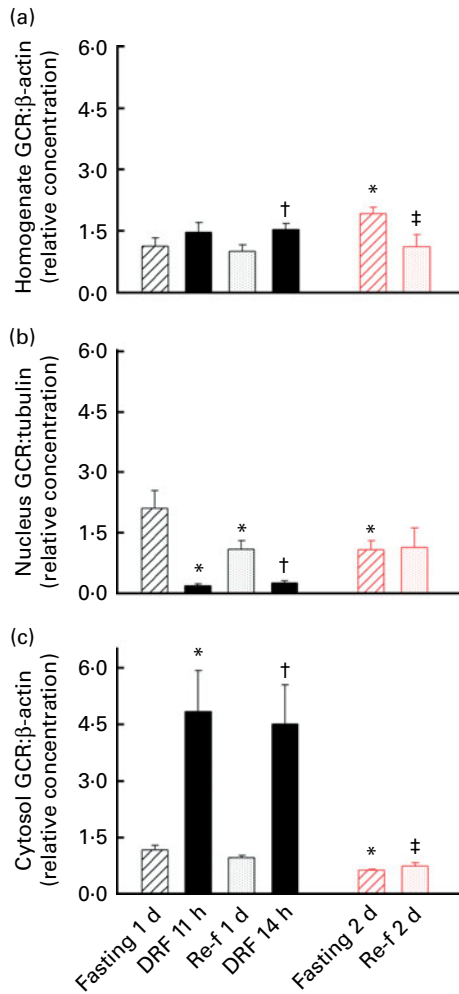 (a)
Homogenate GCR:β-actin
(relative concentration)
6·0
4·5
3·0
1·5
0·0
†
*
‡
(b)
Nucleus GCR:tubulin
(relative concentration)
6·0
4·5
3·0
1·5
0·0
*
*
†
*
(c)
Cytosol GCR:β-actin
(relative concentration)
6·0
4·5
3·0
1·5
0·0
*
†
*
‡
Fasting 1 d
DRF 11 h
Re-f 1 d
DRF 14 h
Fasting 2 d
Re-f 2 d